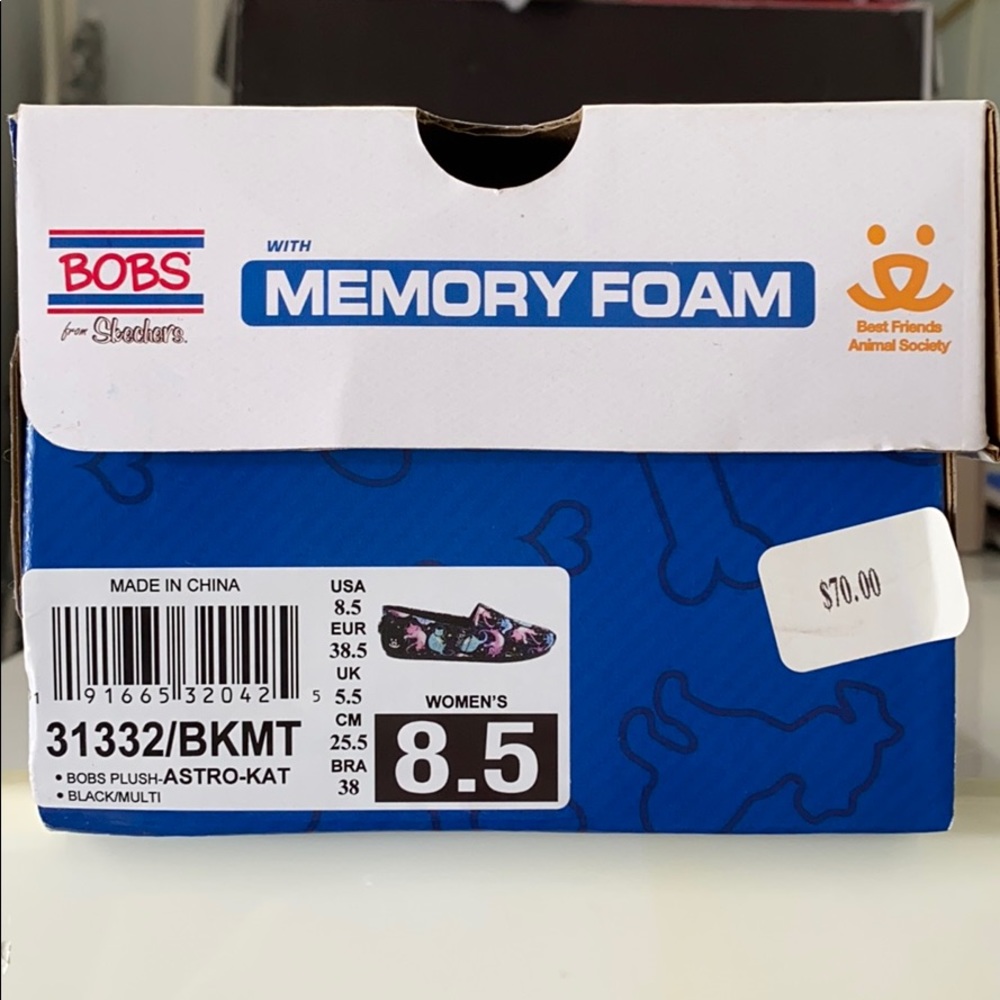 WITH
BOBS
MEMORY FOAM
from Skechers.
Best Friends
Animal Society
$70.00
MADE IN CHINA
1 91665 32042 5
31332/BKMT
• BOBS PLUSH-ASTRO-KAT
• BLACK/MULTI
USA
8.5
EUR
38.5
UK
5.5
CM
25.5
BRA
38
WOMEN'S
8.5